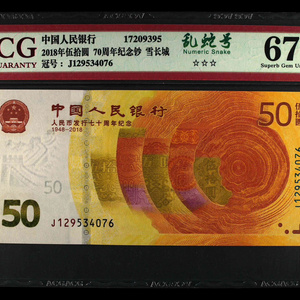 CG
UARANTY
中国人民银行 17209395
2018年伍拾圆 70周年纪念钞 雪长城
冠号: J129534076
乱蛇号
Numeric Snake
☆☆☆
67
Superb Gem U
中国人民银行
人民币发行七十周年纪念
1948-2018
50
50
50
J129534076
J129534076